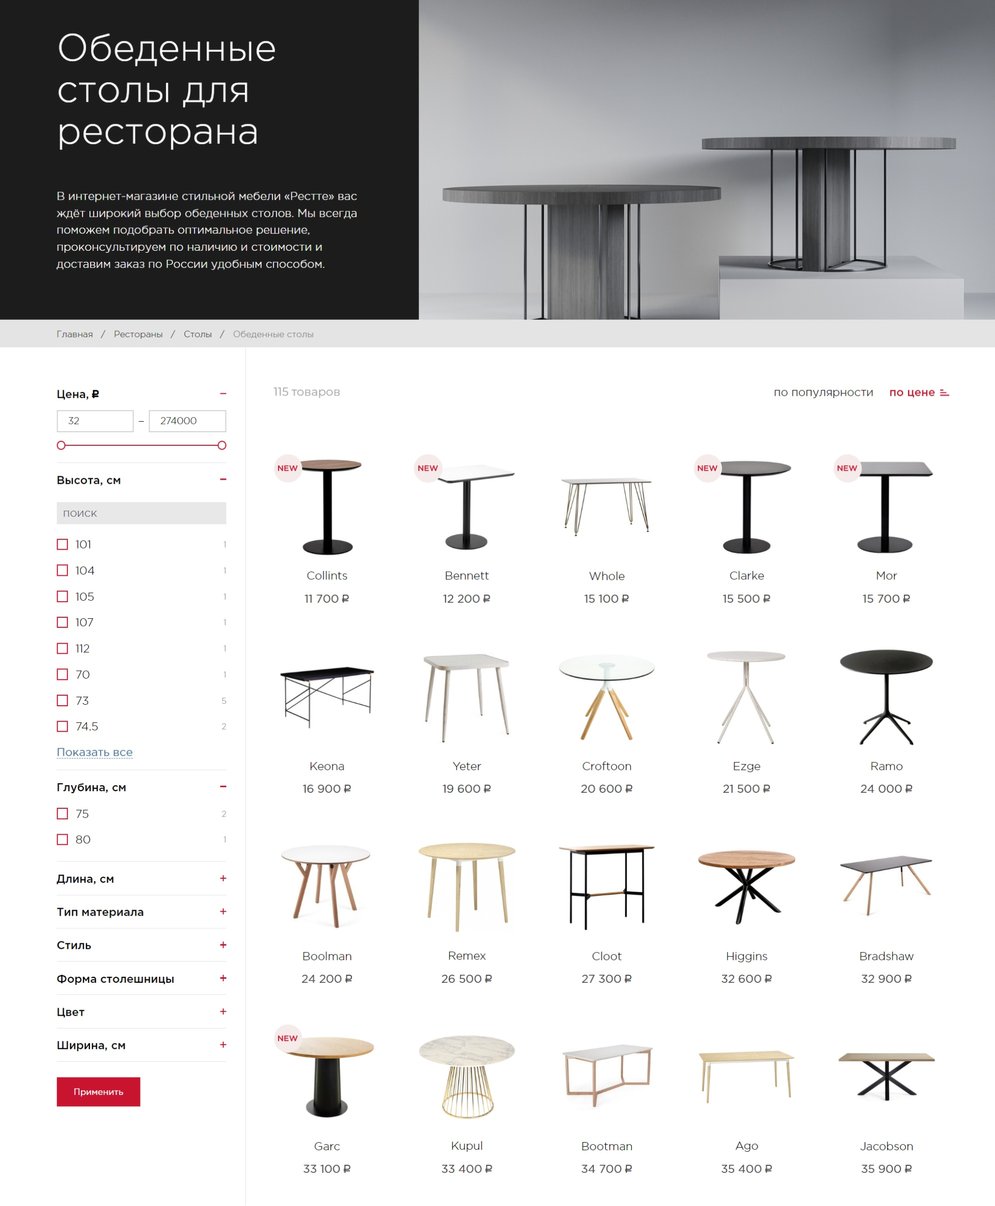 Обеденные
столы для
ресторана
В интернет-магазине стильной мебели «Рестте» вас
ждёт широкий выбор обеденных столов. Мы всегда
поможем подобрать оптимальное решение,
проконсультируем по наличию и стоимости и
доставим заказ по России удобным способом.
Главная / Рестораны / Столы / Обеденные столы
Цена, ₽ −
32 – 274000
Высота, см −
поиск
101 1
104 1
105 1
107 1
112 1
70 1
73 5
74.5 2
Показать все
Глубина, см −
75 2
80 1
Длина, см +
Тип материала +
Стиль +
Форма столешницы +
Цвет +
Ширина, см +
Применить
115 товаров
по популярности по цене
NEW NEW NEW NEW
Collints Bennett Whole Clarke Mor
11 700 ₽ 12 200 ₽ 15 100 ₽ 15 500 ₽ 15 700 ₽
Keona Yeter Croftoon Ezge Ramo
16 900 ₽ 19 600 ₽ 20 600 ₽ 21 500 ₽ 24 000 ₽
Boolman Remex Cloot Higgins Bradshaw
24 200 ₽ 26 500 ₽ 27 300 ₽ 32 600 ₽ 32 900 ₽
NEW
Garc Kupul Bootman Ago Jacobson
33 100 ₽ 33 400 ₽ 34 700 ₽ 35 400 ₽ 35 900 ₽